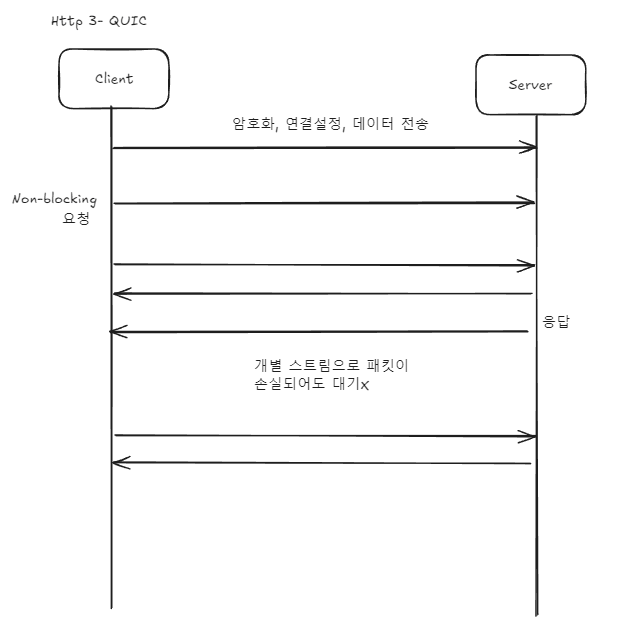 Http 3- QUIC
Client
Server
암호화, 연결설정, 데이터 전송
Non-blocking
요청
응답
개별 스트림으로 패킷이
손실되어도 대기x